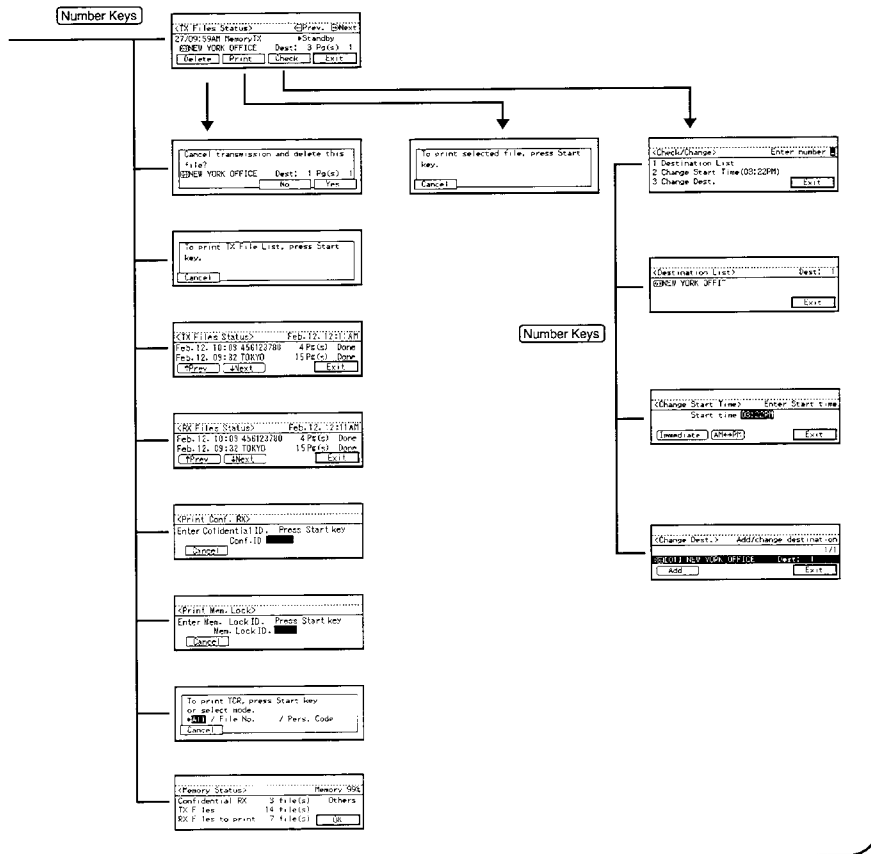 Number Keys
<TX Files Status> ←Prev. →Next
27/09:59AM MemoryTX ▸Standby
NEW YORK OFFICE Dest: 3 Pg(s) 1
Delete Print Check Exit
Cancel transmission and delete this
file?
NEW YORK OFFICE Dest: 1 Pg(s) 1
No Yes
To print selected file, press Start
key.
Cancel
<Check/Change> Enter number
1 Destination List
2 Change Start Time(03:22PM)
3 Change Dest. Exit
To print TX File List, press Start
key.
Cancel
<Destination List> Dest: 1
NEW YORK OFFI
Exit
Number Keys
<TX Files Status> Feb. 12. 12:11AM
Feb. 12. 10:09 456123780 4 Pg(s) Done
Feb. 12. 09:32 TOKYO 15 Pg(s) Done
↑Prev ↓Next Exit
<Change Start Time> Enter Start time
Start time 03:22PM
Immediate AM↔PM Exit
<RX Files Status> Feb. 12. 12:11AM
Feb. 12. 10:09 456123780 4 Pg(s) Done
Feb. 12. 09:32 TOKYO 15 Pg(s) Done
↑Prev ↓Next Exit
<Print Conf. RX>
Enter Cofidential ID. Press Start key
Conf.ID
Cancel
<Change Dest.> Add/change destination
1/1
[01] NEW YORK OFFICE Dest: 1
Add Exit
<Print Mem. Lock>
Enter Mem. Lock ID. Press Start key
Mem. Lock ID.
Cancel
To print TCR, press Start key
or select mode.
▸All / File No. / Pers. Code
Cancel
<Memory Status> Memory 99%
Confidential RX 3 file(s) Others
TX Files 14 file(s)
RX Files to print 7 file(s) OK